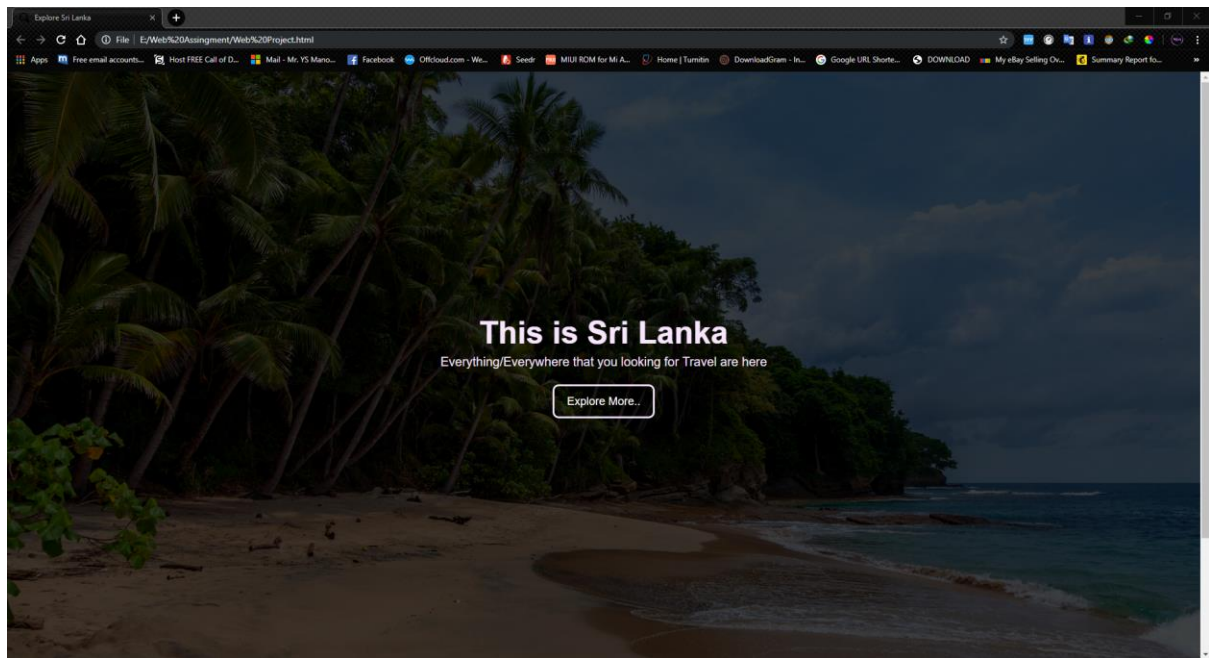 Explore Sri Lanka
File | E:/Web%20Assingment/Web%20Project.html
Apps Free email accounts... Host FREE Call of D... Mail - Mr. YS Mano... Facebook Offcloud.com - We... Seedr MIUI ROM for Mi A... Home | Turnitin DownloadGram - In... Google URL Shorte... DOWNLOAD My eBay Selling Ov... Summary Report fo... »
This is Sri Lanka
Everything/Everywhere that you looking for Travel are here
Explore More..